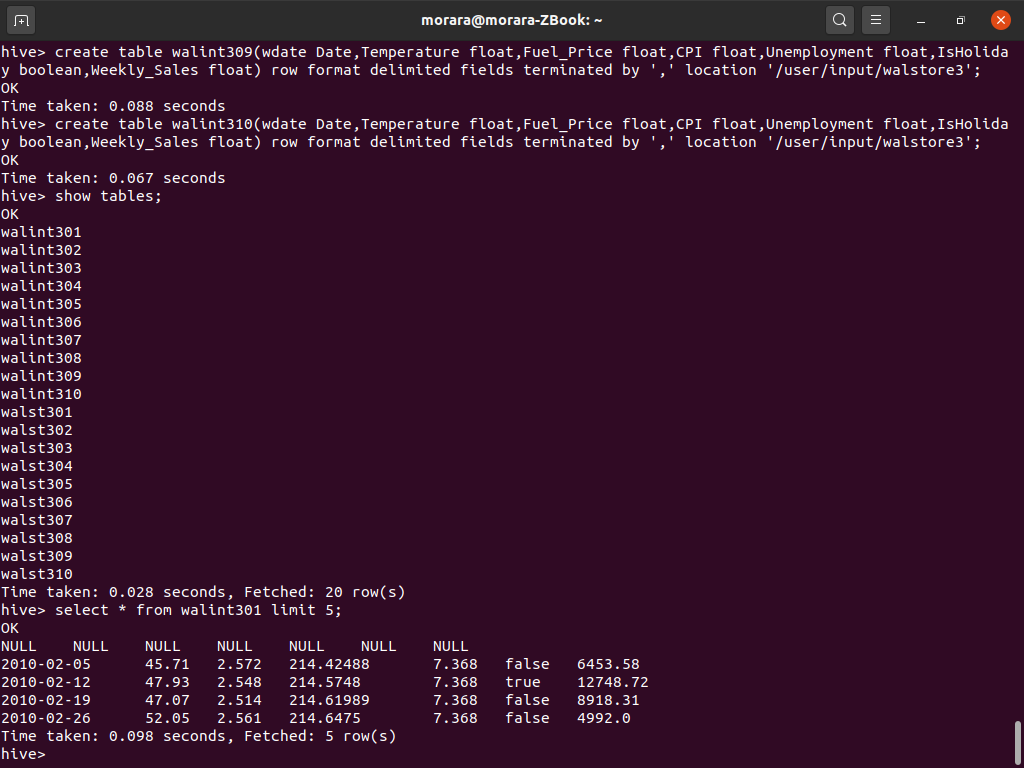 morara@morara-ZBook: ~
hive> create table walint309(wdate Date,Temperature float,Fuel_Price float,CPI float,Unemployment float,IsHolida
y boolean,Weekly_Sales float) row format delimited fields terminated by ',' location '/user/input/walstore3';
OK
Time taken: 0.088 seconds
hive> create table walint310(wdate Date,Temperature float,Fuel_Price float,CPI float,Unemployment float,IsHolida
y boolean,Weekly_Sales float) row format delimited fields terminated by ',' location '/user/input/walstore3';
OK
Time taken: 0.067 seconds
hive> show tables;
OK
walint301
walint302
walint303
walint304
walint305
walint306
walint307
walint308
walint309
walint310
walst301
walst302
walst303
walst304
walst305
walst306
walst307
walst308
walst309
walst310
Time taken: 0.028 seconds, Fetched: 20 row(s)
hive> select * from walint301 limit 5;
OK
NULL    NULL    NULL    NULL    NULL    NULL    NULL
2010-02-05      45.71   2.572   214.42488       7.368   false   6453.58
2010-02-12      47.93   2.548   214.5748        7.368   true    12748.72
2010-02-19      47.07   2.514   214.61989       7.368   false   8918.31
2010-02-26      52.05   2.561   214.6475        7.368   false   4992.0
Time taken: 0.098 seconds, Fetched: 5 row(s)
hive>